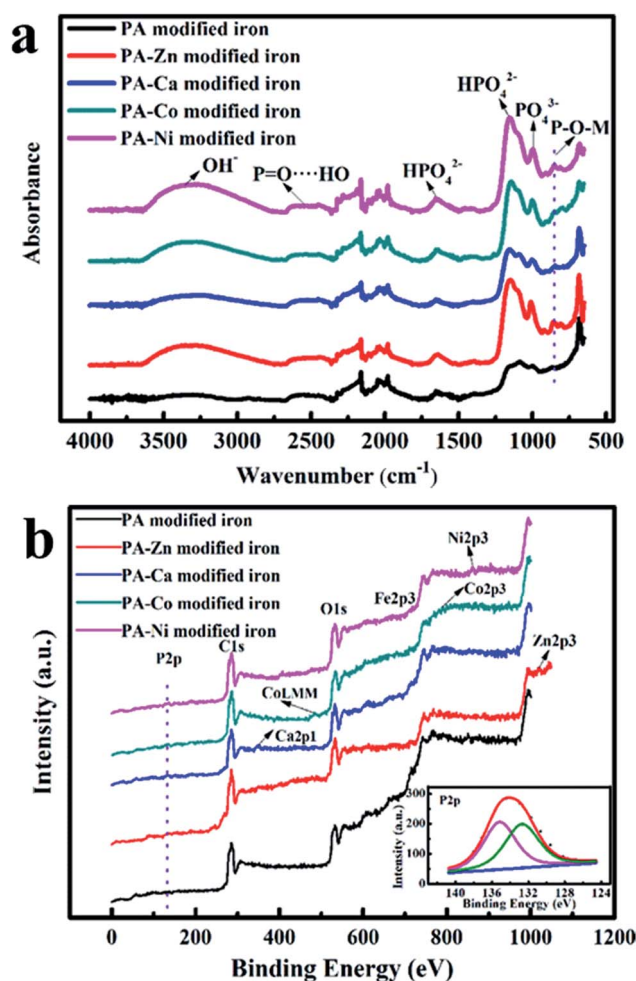 a
PA modified iron
PA-Zn modified iron
PA-Ca modified iron
PA-Co modified iron
PA-Ni modified iron
HPO₄²⁻
PO₄³⁻
P-O-M
OH⁻
P=O····HO
HPO₄²⁻
Absorbance
4000 3500 3000 2500 2000 1500 1000 500
Wavenumber (cm⁻¹)
b
PA modified iron
PA-Zn modified iron
PA-Ca modified iron
PA-Co modified iron
PA-Ni modified iron
P2p
C1s
O1s
Fe2p3
Ni2p3
Co2p3
Zn2p3
CoLMM
Ca2p1
Intensity (a.u.)
P2p
Intensity (a.u.)
300
200
100
0
140 136 132 128 124
Binding Energy (eV)
0 200 400 600 800 1000 1200
Binding Energy (eV)